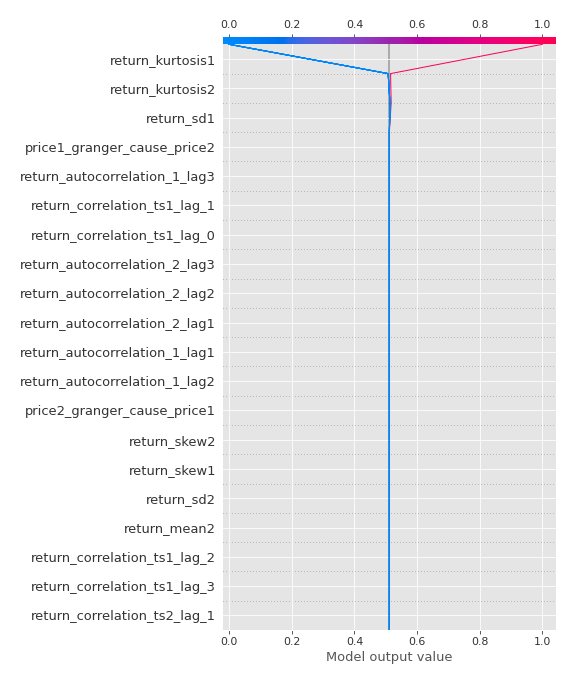 0.0 0.2 0.4 0.6 0.8 1.0
return_kurtosis1
return_kurtosis2
return_sd1
price1_granger_cause_price2
return_autocorrelation_1_lag3
return_correlation_ts1_lag_1
return_correlation_ts1_lag_0
return_autocorrelation_2_lag3
return_autocorrelation_2_lag2
return_autocorrelation_2_lag1
return_autocorrelation_1_lag1
return_autocorrelation_1_lag2
price2_granger_cause_price1
return_skew2
return_skew1
return_sd2
return_mean2
return_correlation_ts1_lag_2
return_correlation_ts1_lag_3
return_correlation_ts2_lag_1
0.0 0.2 0.4 0.6 0.8 1.0
Model output value